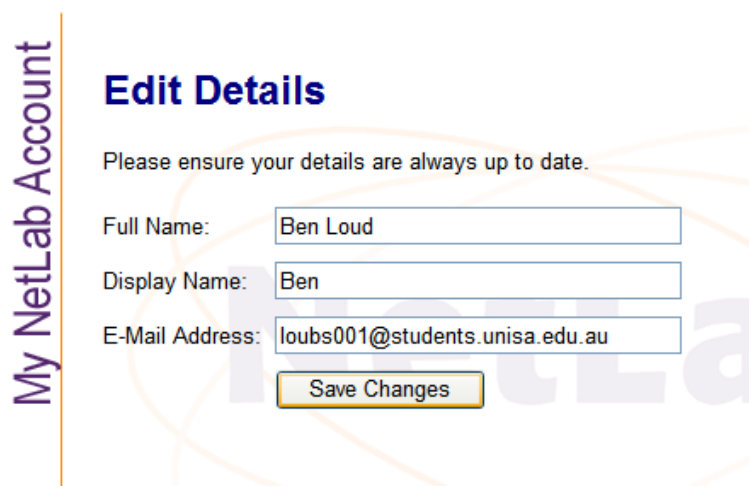 My NetLab Account
Edit Details
Please ensure your details are always up to date.
Full Name: Ben Loud
Display Name: Ben
E-Mail Address: loubs001@students.unisa.edu.au
Save Changes
NetLa